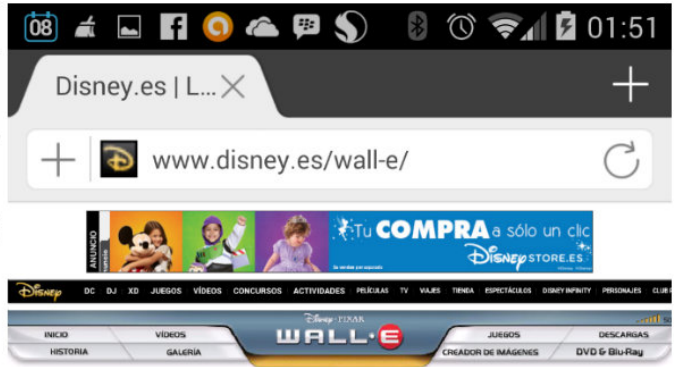 08 01:51
Disney.es | L...
www.disney.es/wall-e/
ANUNCIO
Tu COMPRA a sólo un clic
Disney STORE.ES
Disney DC DJ XD JUEGOS VÍDEOS CONCURSOS ACTIVIDADES PELÍCULAS TV VIAJES TIENDA ESPECTÁCULOS DISNEY INFINITY PERSONAJES CLUB
Disney · PIXAR
INICIO VÍDEOS WALL·E JUEGOS DESCARGAS
HISTORIA GALERÍA CREADOR DE IMÁGENES DVD & Blu-Ray